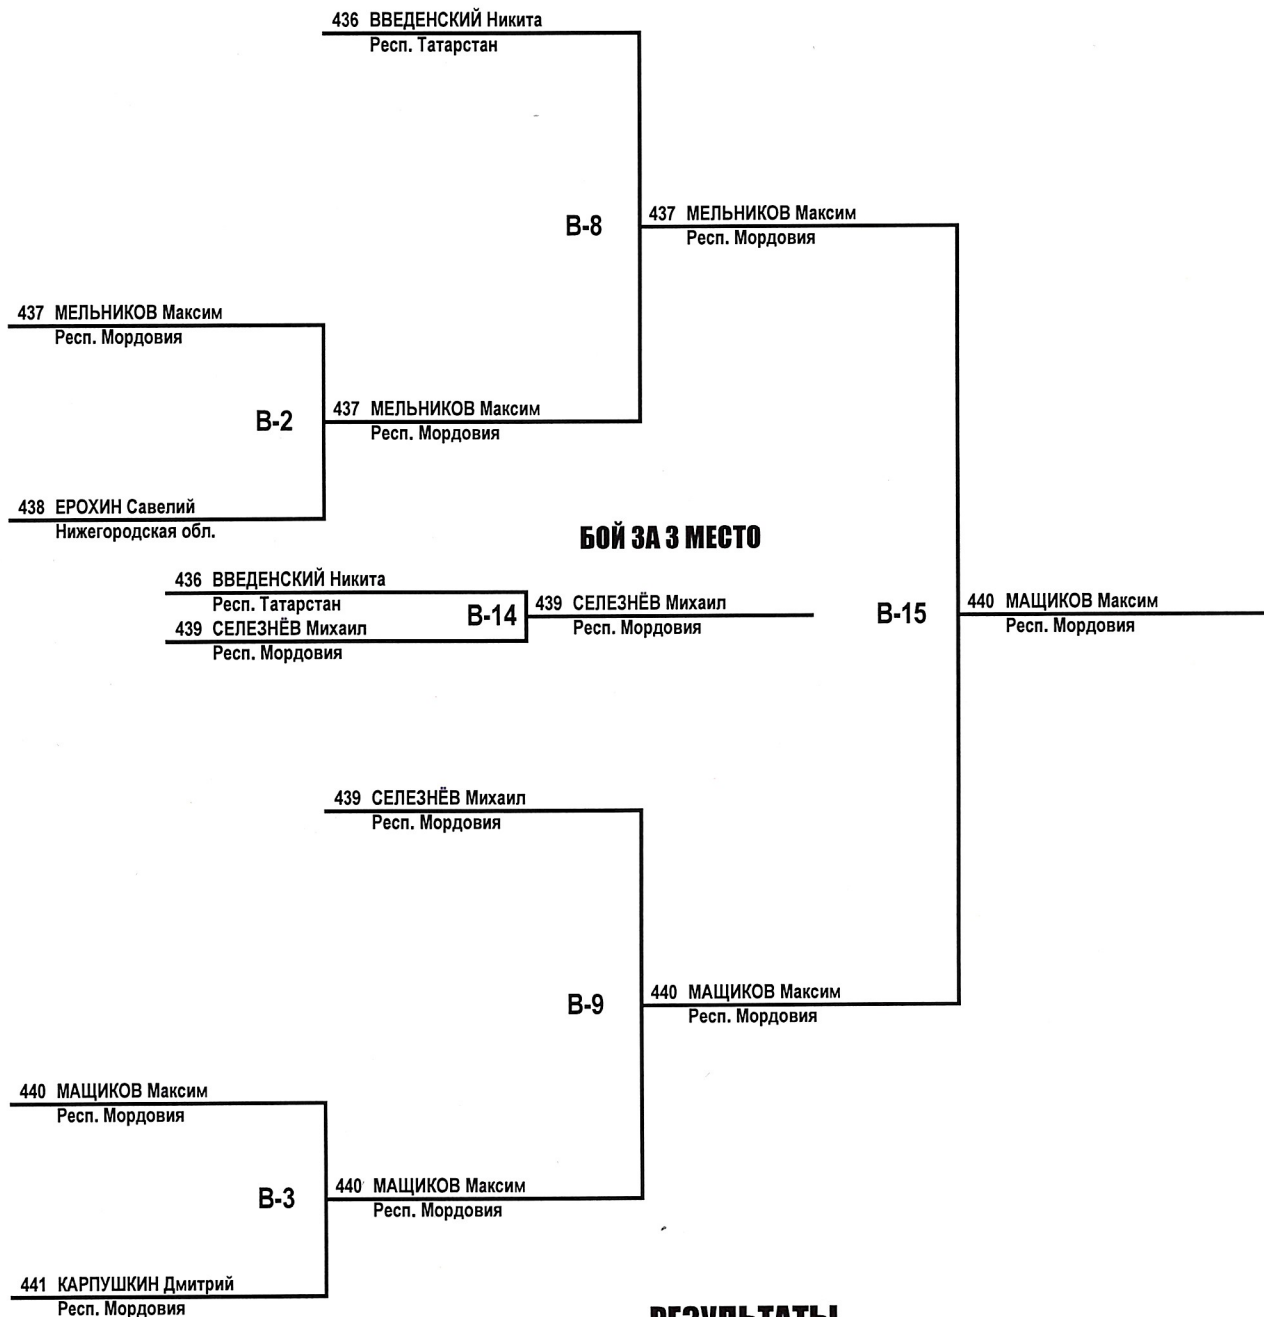 436 ВВЕДЕНСКИЙ Никита
Респ. Татарстан
B-8
437 МЕЛЬНИКОВ Максим
Респ. Мордовия
437 МЕЛЬНИКОВ Максим
Респ. Мордовия
B-2
437 МЕЛЬНИКОВ Максим
Респ. Мордовия
438 ЕРОХИН Савелий
Нижегородская обл.
БОЙ ЗА 3 МЕСТО
436 ВВЕДЕНСКИЙ Никита
Респ. Татарстан
439 СЕЛЕЗНЁВ Михаил
Респ. Мордовия
B-14
439 СЕЛЕЗНЁВ Михаил
Респ. Мордовия
B-15
440 МАЩИКОВ Максим
Респ. Мордовия
439 СЕЛЕЗНЁВ Михаил
Респ. Мордовия
B-9
440 МАЩИКОВ Максим
Респ. Мордовия
440 МАЩИКОВ Максим
Респ. Мордовия
B-3
440 МАЩИКОВ Максим
Респ. Мордовия
441 КАРПУШКИН Дмитрий
Респ. Мордовия
РЕЗУЛЬТАТЫ